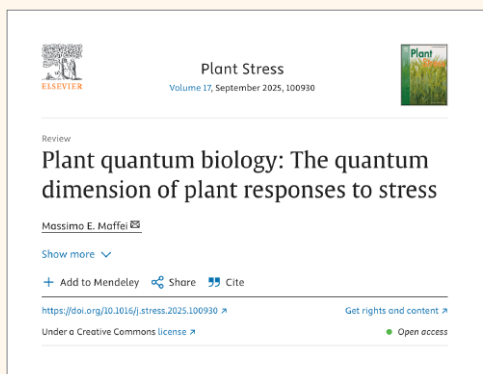 ELSEVIER
Plant Stress
Volume 17, September 2025, 100930
Plant
Review
Plant quantum biology: The quantum
dimension of plant responses to stress
Massimo E. Maffei
Show more
Add to Mendeley Share Cite
https://doi.org/10.1016/j.stress.2025.100930
Get rights and content
Under a Creative Commons license
Open access